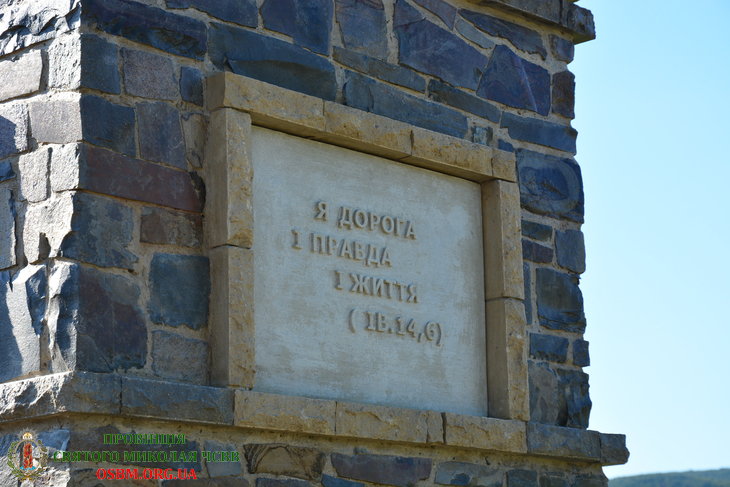 Я ДОРОГА
І ПРАВДА
І ЖИТТЯ
( ІВ.14,6)
ПРОВІНЦІЯ
СВЯТОГО МИКОЛАЯ ЧСВВ
OSBM.ORG.UA